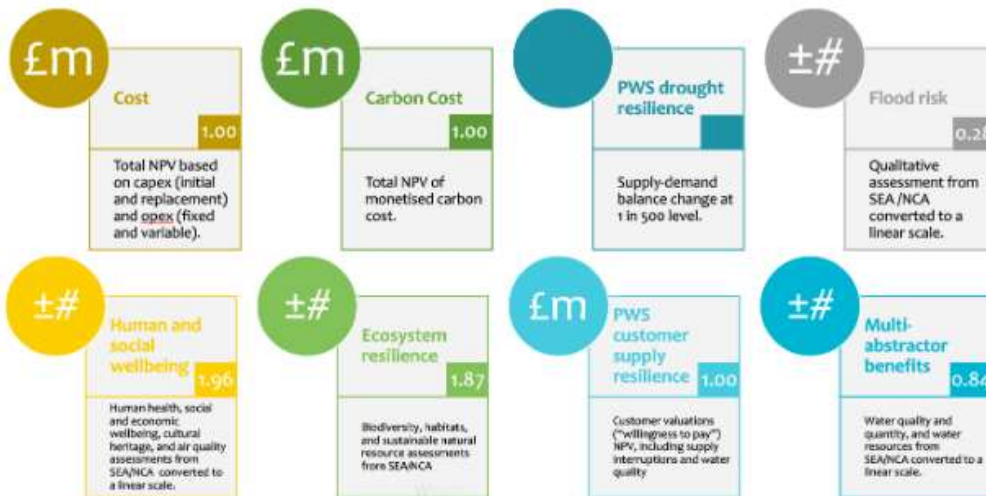 £m
Cost
1.00
Total NPV based
on capex (initial
and replacement)
and opex (fixed
and variable).
£m
Carbon Cost
1.00
Total NPV of
monetised carbon
cost.
PWS drought
resilience
Supply-demand
balance change at
1 in 500 level.
±#
Flood risk
0.28
Qualitative
assessment from
SEA /NCA
converted to a
linear scale.
±#
Human and
social
wellbeing
1.96
Human health, social
and economic
wellbeing, cultural
heritage, and air quality
assessments from
SEA/NCA converted to
a linear scale.
±#
Ecosystem
resilience
1.87
Biodiversity, habitats,
and sustainable natural
resource assessments
from SEA/NCA
£m
PWS
customer
supply
resilience
1.00
Customer valuations
("willingness to pay")
NPV, including supply
interruptions and water
quality
±#
Multi-
abstractor
benefits
0.84
Water quality and
quantity, and water
resources from
SEA/NCA converted to a
linear scale.